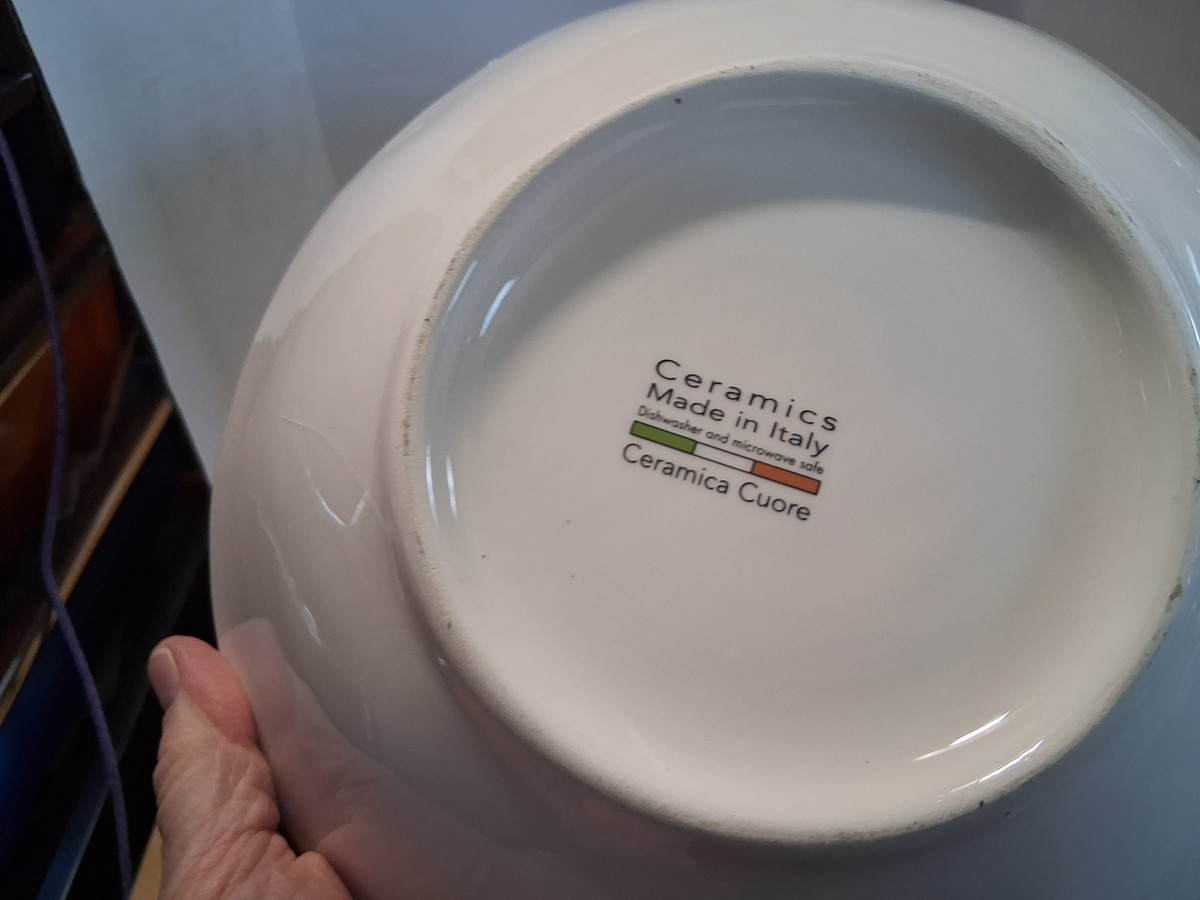 Ceramics
Made in Italy
Dishwasher and microwave safe
Ceramica Cuore